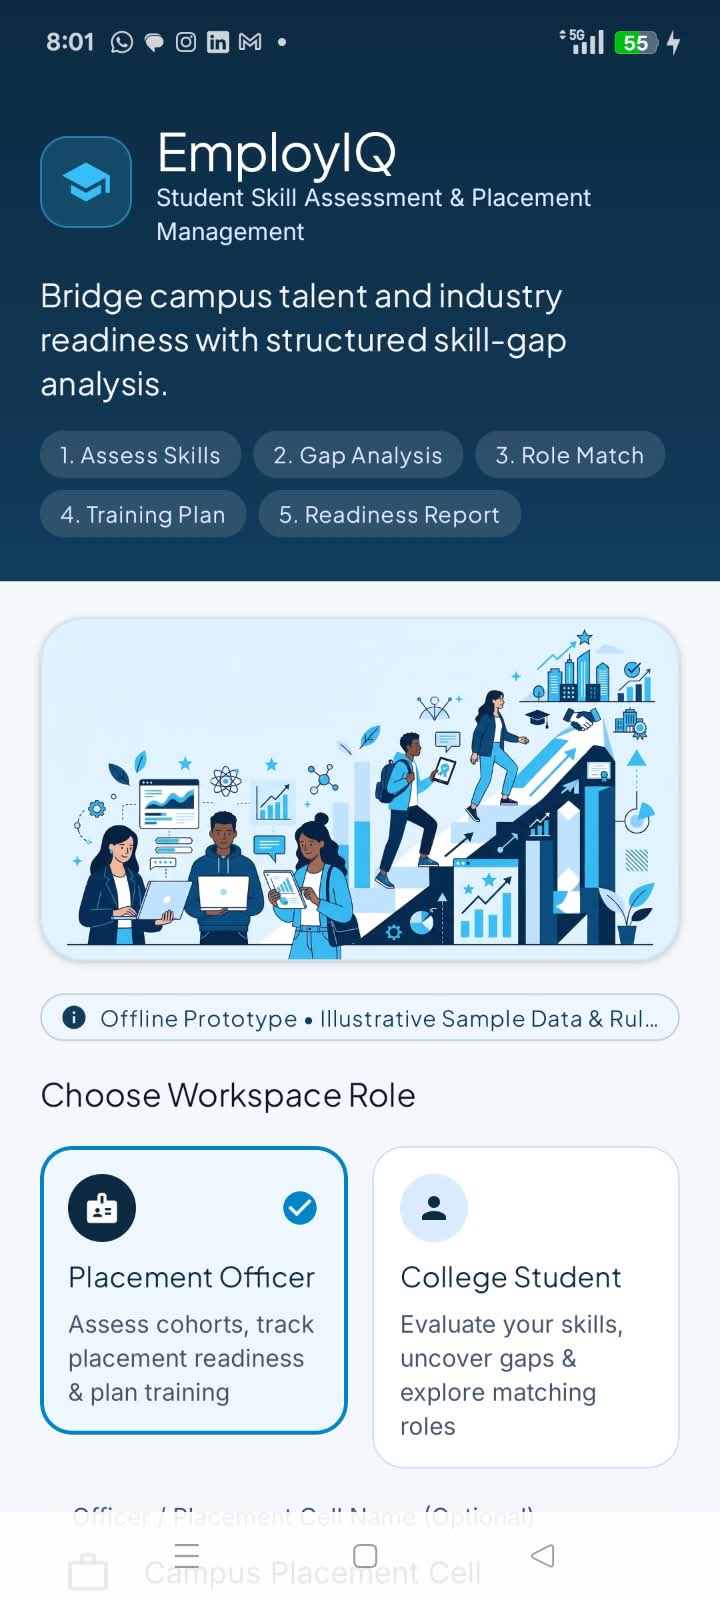 8:01
5G
55
EmployIQ
Student Skill Assessment & Placement
Management
Bridge campus talent and industry
readiness with structured skill-gap
analysis.
1. Assess Skills
2. Gap Analysis
3. Role Match
4. Training Plan
5. Readiness Report
Offline Prototype • Illustrative Sample Data & Rul...
Choose Workspace Role
Placement Officer
Assess cohorts, track
placement readiness
& plan training
College Student
Evaluate your skills,
uncover gaps &
explore matching
roles
Officer / Placement Cell Name (Optional)
Campus Placement Cell